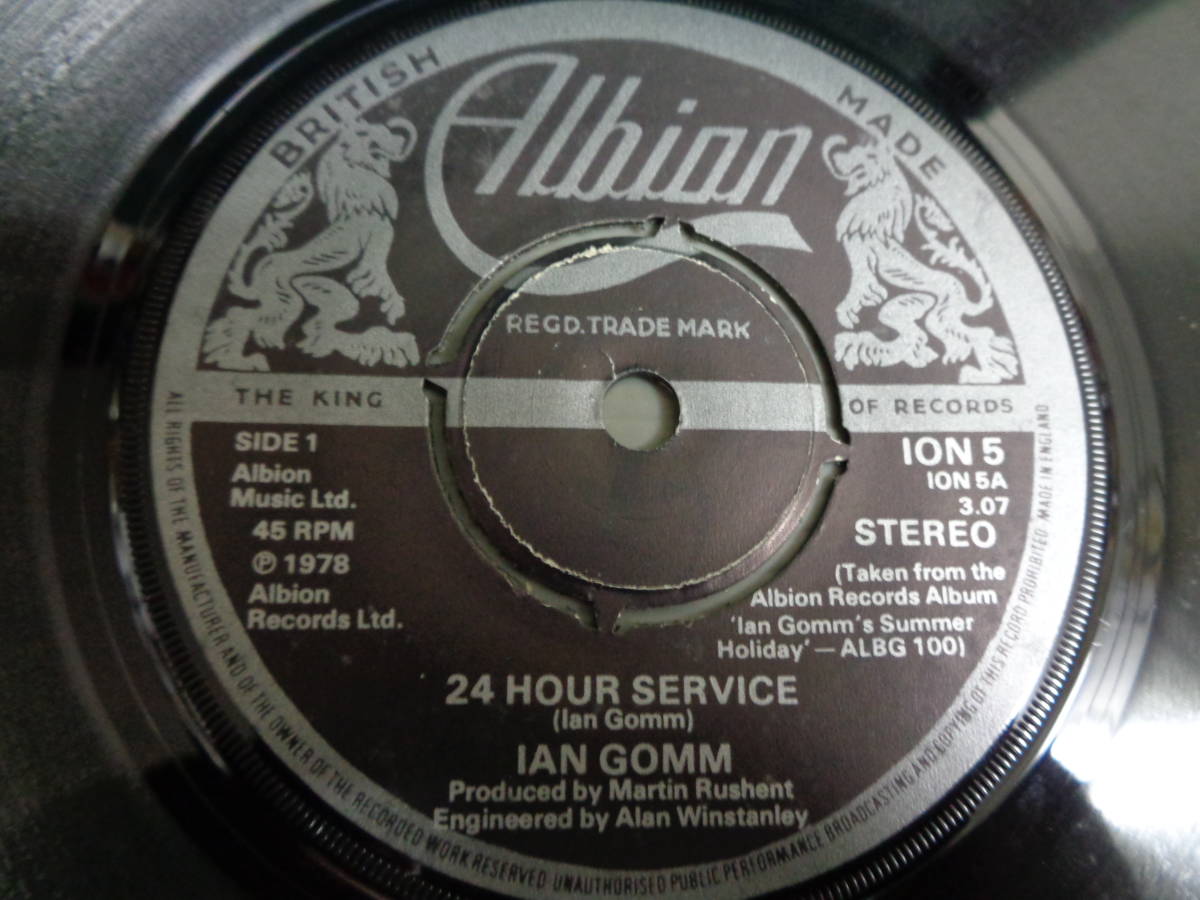 BRITISH MADE
Albion
REGD. TRADE MARK
THE KING OF RECORDS
SIDE 1
Albion
Music Ltd.
45 RPM
Ⓟ 1978
Albion
Records Ltd.
ION 5
ION 5A
3.07
STEREO
(Taken from the
Albion Records Album
'Ian Gomm's Summer
Holiday' — ALBG 100)
24 HOUR SERVICE
(Ian Gomm)
IAN GOMM
Produced by Martin Rushent
Engineered by Alan Winstanley
ALL RIGHTS OF THE MANUFACTURER AND OF THE OWNER OF THE RECORDED WORK RESERVED UNAUTHORISED PUBLIC PERFORMANCE BROADCASTING AND COPYING OF THIS RECORD PROHIBITED. MADE IN ENGLAND